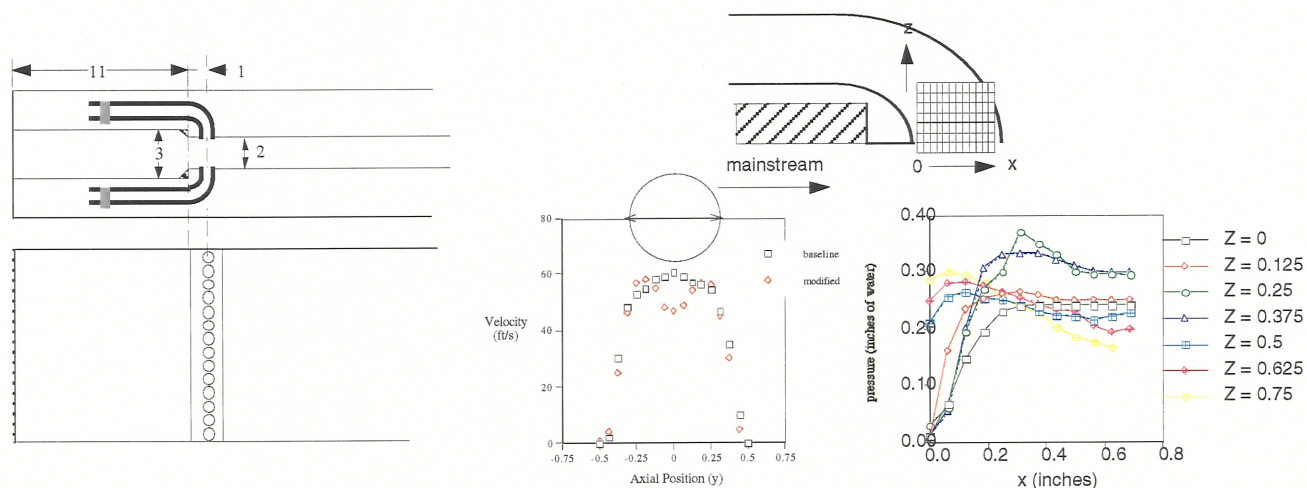 11
1
3
2
z
mainstream
0
x
80
60
40
20
0
Velocity
(ft/s)
baseline
modified
-0.75
-0.5
-0.25
0
0.25
0.5
0.75
Axial Position (y)
0.40
0.30
0.20
0.10
0.0
pressure (inches of water)
0.0
0.2
0.4
0.6
0.8
x (inches)
Z = 0
Z = 0.125
Z = 0.25
Z = 0.375
Z = 0.5
Z = 0.625
Z = 0.75